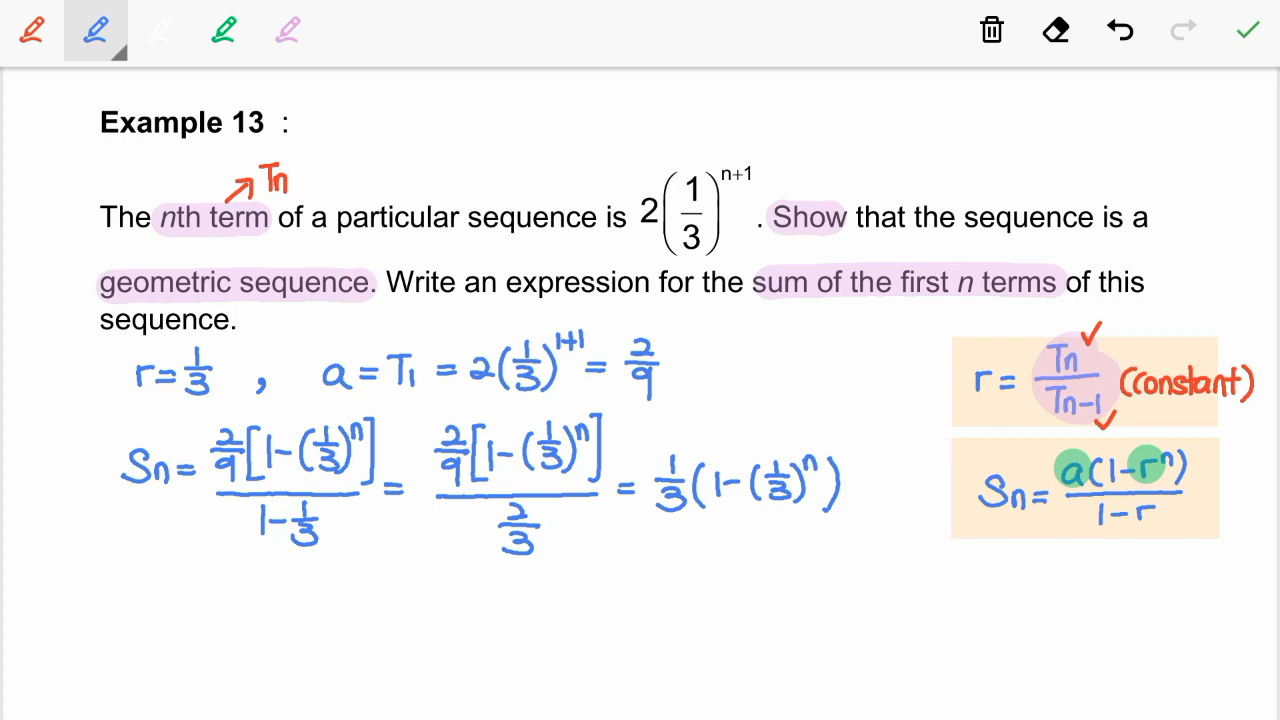 Example 13 :
Tn
The nth term of a particular sequence is 2(1/3)^(n+1). Show that the sequence is a
geometric sequence. Write an expression for the sum of the first n terms of this
sequence.
r = 1/3 , a = T₁ = 2(1/3)^(1+1) = 2/9
Sn = 2/9[1-(1/3)^n] / (1-1/3) = 2/9[1-(1/3)^n] / (2/3) = 1/3(1-(1/3)^n)
r = Tn/Tn-1 (constant)
Sn = a(1-r^n)/(1-r)